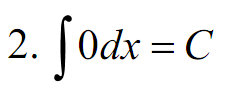 2. ∫0dx = C